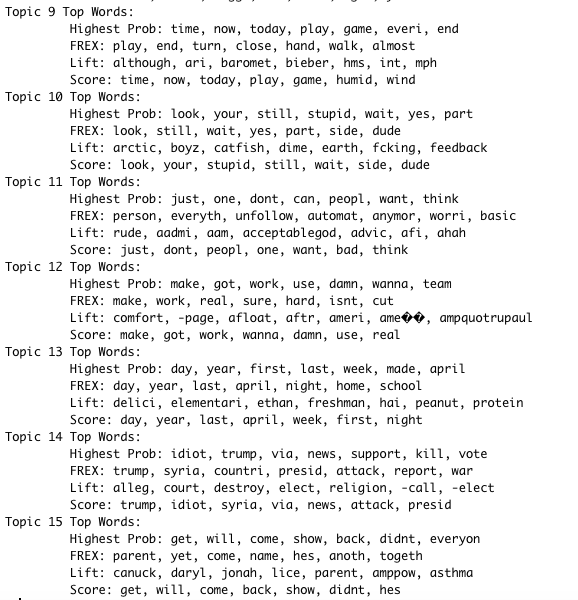 Topic 9 Top Words:
Highest Prob: time, now, today, play, game, everi, end
FREX: play, end, turn, close, hand, walk, almost
Lift: although, ari, baromet, bieber, hms, int, mph
Score: time, now, today, play, game, humid, wind
Topic 10 Top Words:
Highest Prob: look, your, still, stupid, wait, yes, part
FREX: look, still, wait, yes, part, side, dude
Lift: arctic, boyz, catfish, dime, earth, fcking, feedback
Score: look, your, stupid, still, wait, side, dude
Topic 11 Top Words:
Highest Prob: just, one, dont, can, peopl, want, think
FREX: person, everyth, unfollow, automat, anymor, worri, basic
Lift: rude, aadmi, aam, acceptablegod, advic, afi, ahah
Score: just, dont, peopl, one, want, bad, think
Topic 12 Top Words:
Highest Prob: make, got, work, use, damn, wanna, team
FREX: make, work, real, sure, hard, isnt, cut
Lift: comfort, -page, afloat, aftr, ameri, ame��, ampquotrupaul
Score: make, got, work, wanna, damn, use, real
Topic 13 Top Words:
Highest Prob: day, year, first, last, week, made, april
FREX: day, year, last, april, night, home, school
Lift: delici, elementari, ethan, freshman, hai, peanut, protein
Score: day, year, last, april, week, first, night
Topic 14 Top Words:
Highest Prob: idiot, trump, via, news, support, kill, vote
FREX: trump, syria, countri, presid, attack, report, war
Lift: alleg, court, destroy, elect, religion, -call, -elect
Score: trump, idiot, syria, via, news, attack, presid
Topic 15 Top Words:
Highest Prob: get, will, come, show, back, didnt, everyon
FREX: parent, yet, come, name, hes, anoth, togeth
Lift: canuck, daryl, jonah, lice, parent, amppow, asthma
Score: get, will, come, back, show, didnt, hes